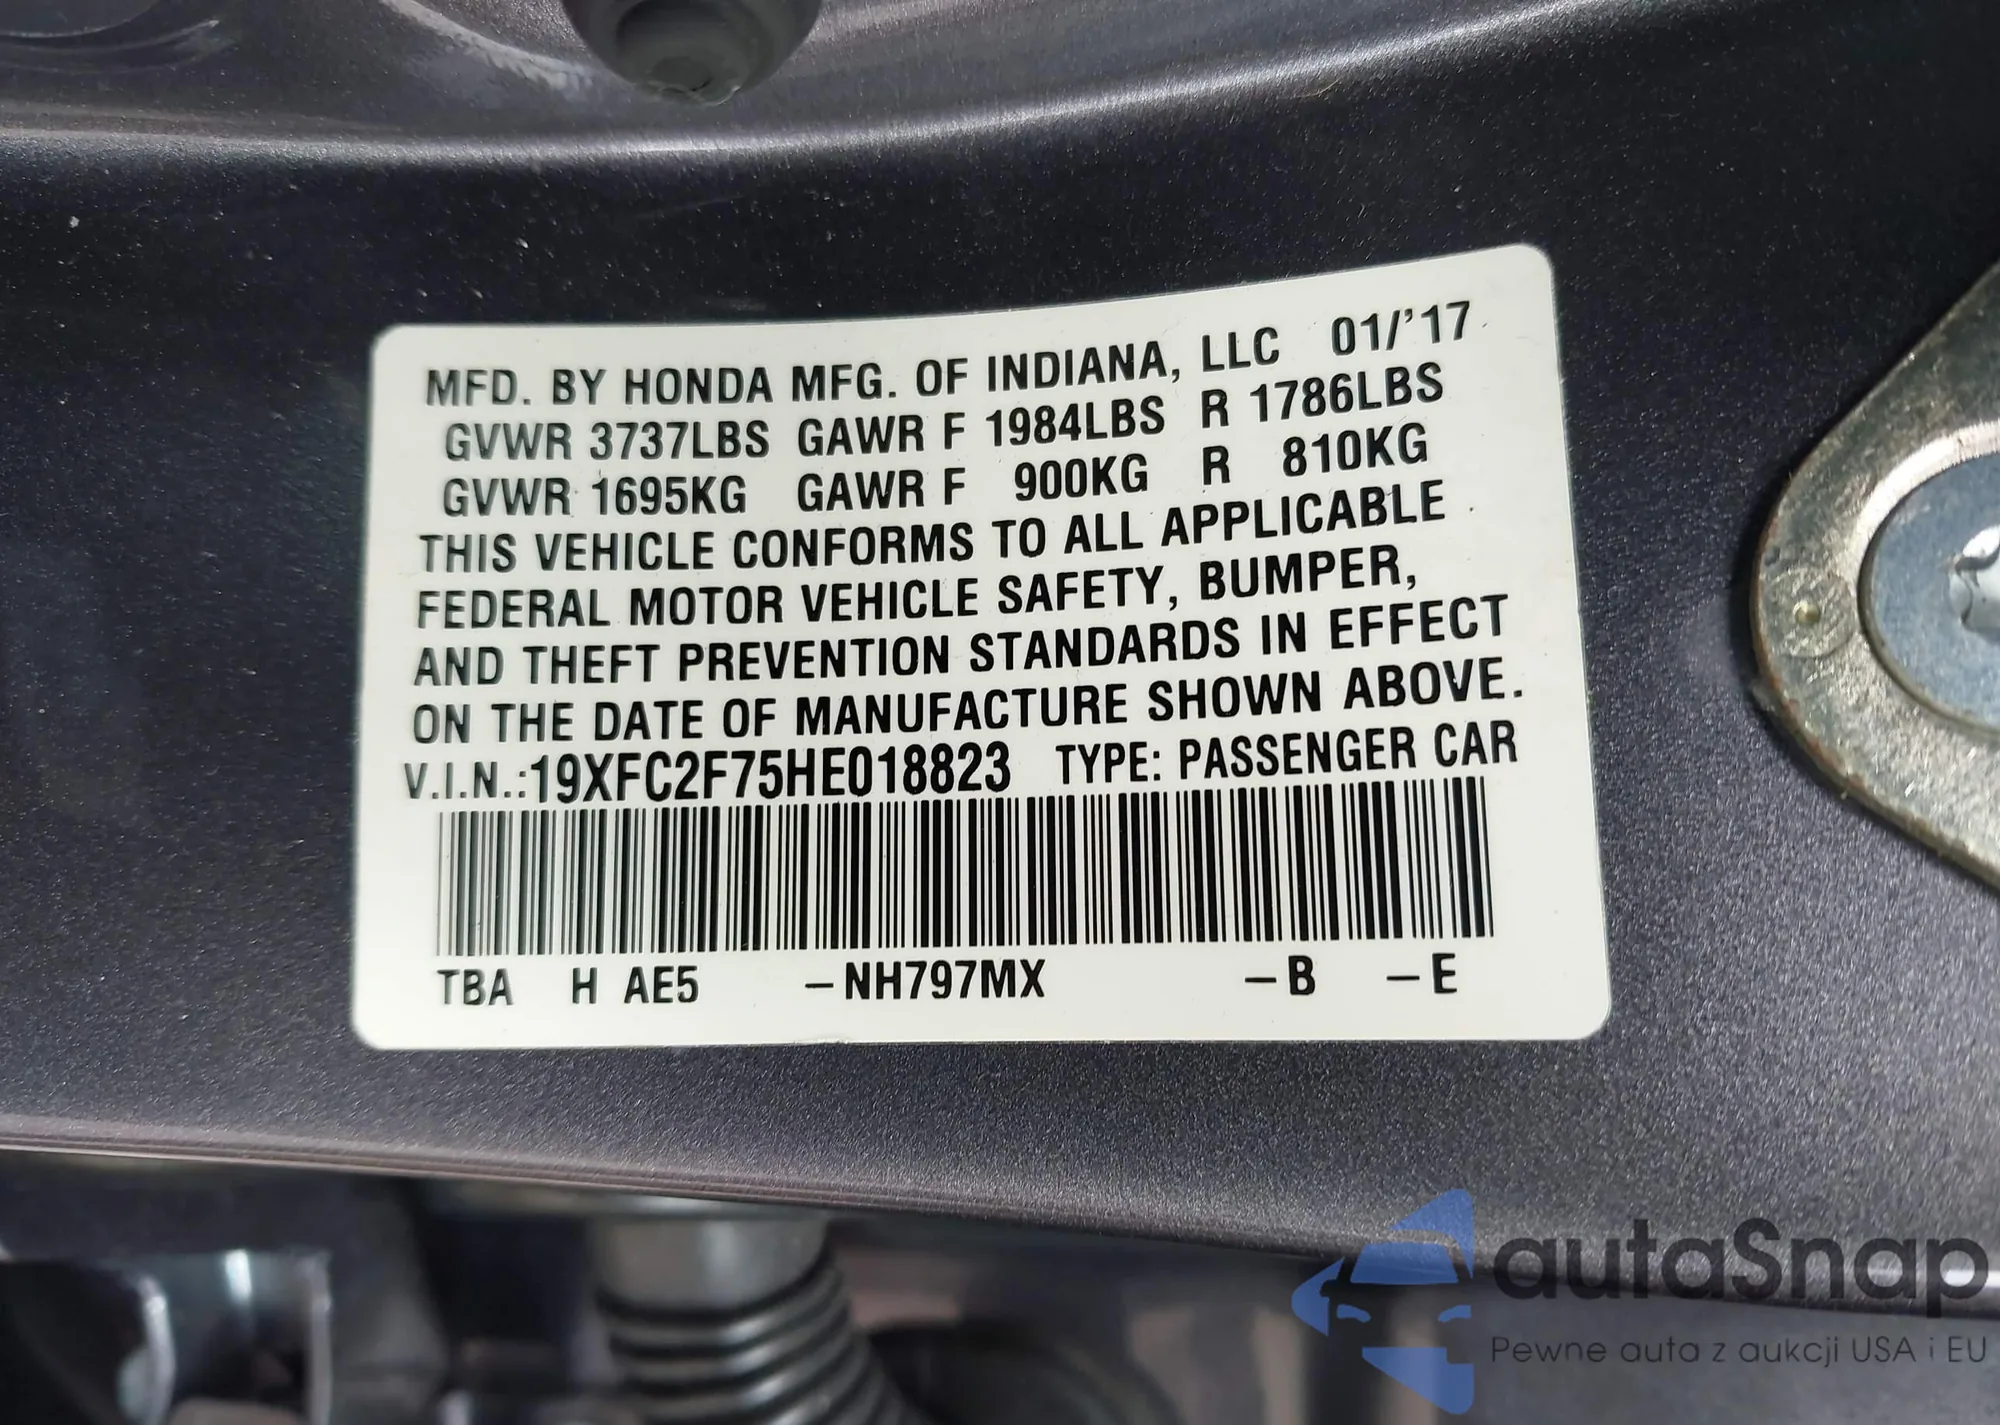 MFD. BY HONDA MFG. OF INDIANA, LLC 01/'17
GVWR 3737LBS GAWR F 1984LBS R 1786LBS
GVWR 1695KG GAWR F 900KG R 810KG
THIS VEHICLE CONFORMS TO ALL APPLICABLE
FEDERAL MOTOR VEHICLE SAFETY, BUMPER,
AND THEFT PREVENTION STANDARDS IN EFFECT
ON THE DATE OF MANUFACTURE SHOWN ABOVE.
V.I.N.:19XFC2F75HE018823 TYPE: PASSENGER CAR
TBA H AE5 –NH797MX –B –E
autaSnap
Pewne auta z aukcji USA i EU